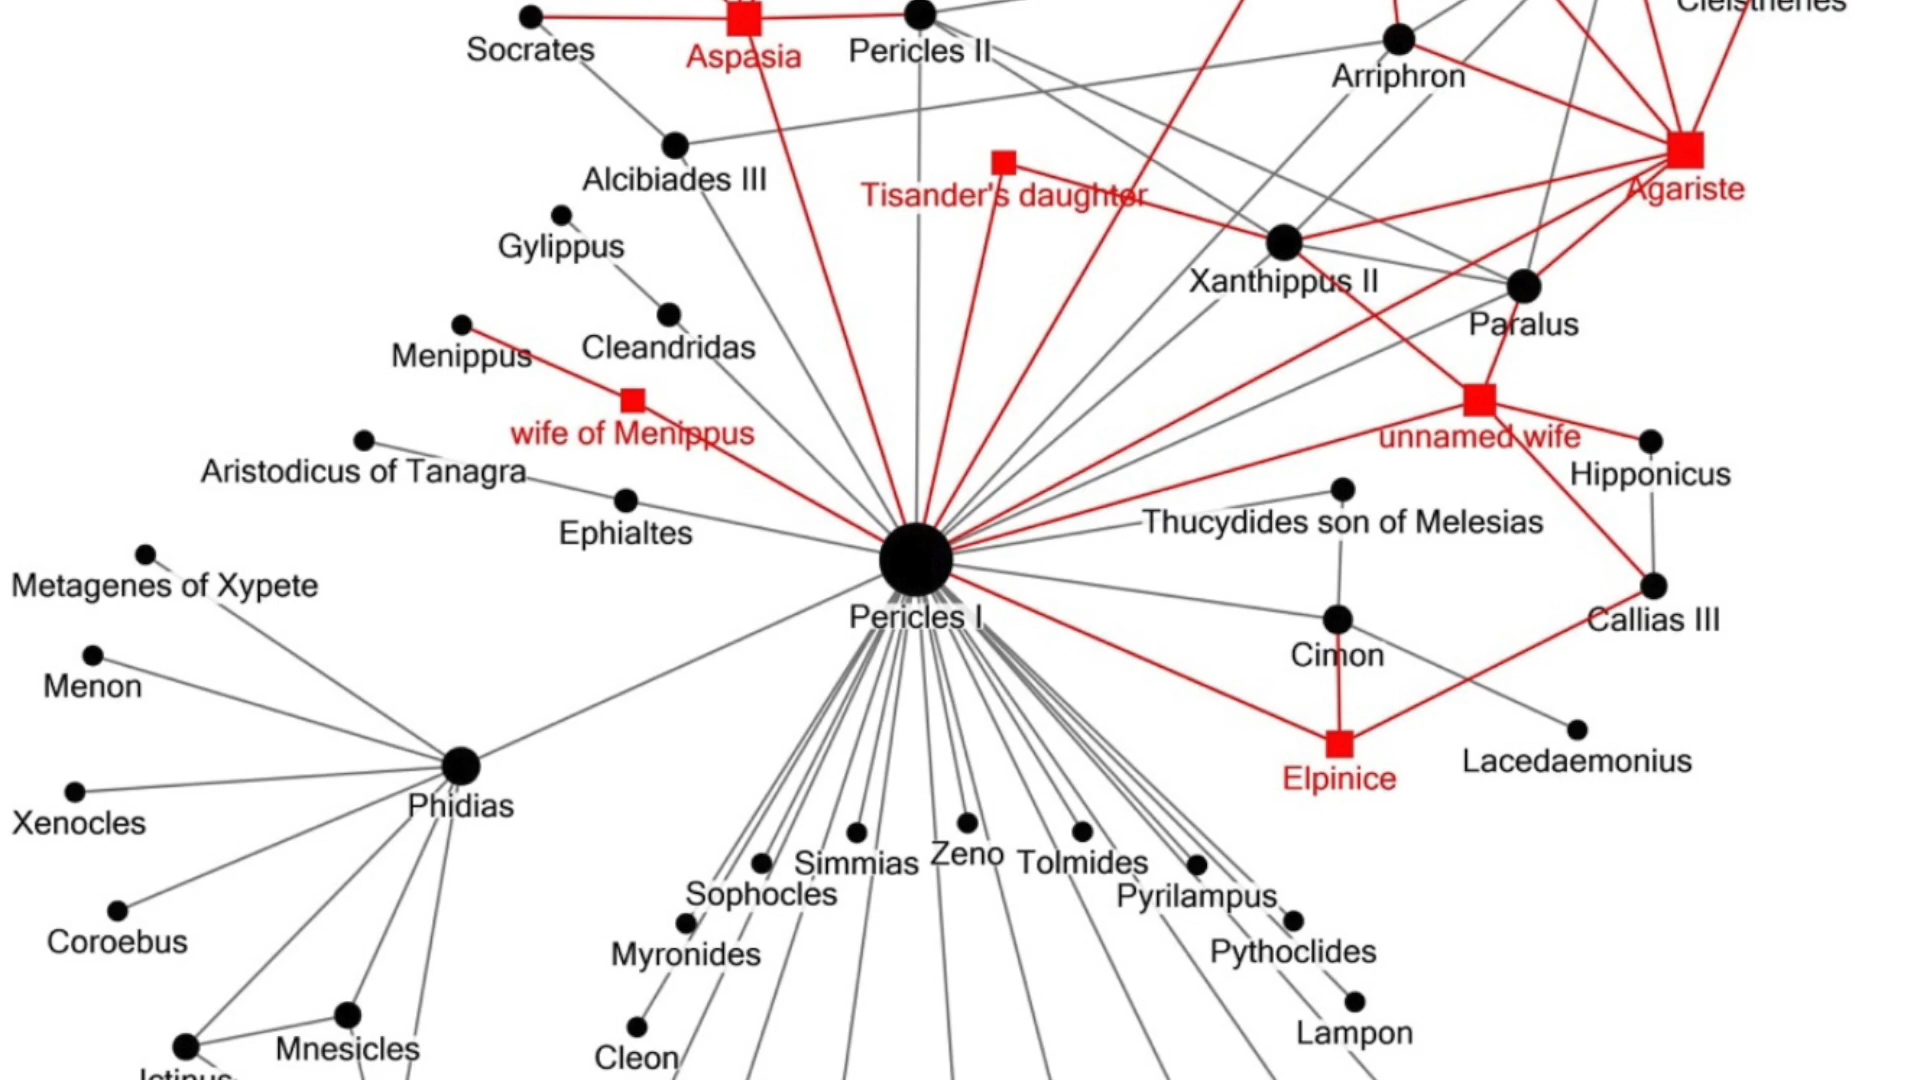 Cleisthenes
Socrates
Aspasia
Pericles II
Arriphron
Alcibiades III
Tisander's daughter
Agariste
Gylippus
Xanthippus II
Paralus
Menippus
Cleandridas
wife of Menippus
unnamed wife
Aristodicus of Tanagra
Hipponicus
Ephialtes
Thucydides son of Melesias
Metagenes of Xypete
Pericles I
Callias III
Cimon
Menon
Lacedaemonius
Elpinice
Phidias
Xenocles
Simmias
Zeno
Tolmides
Sophocles
Pyrilampus
Coroebus
Myronides
Pythoclides
Lampon
Mnesicles
Cleon
Ictinus